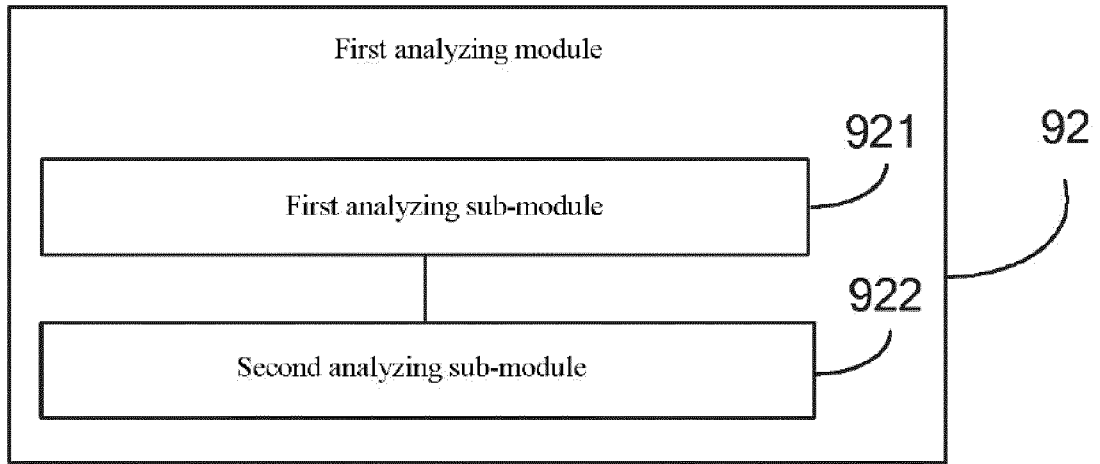 First analyzing module
921
92
First analyzing sub-module
922
Second analyzing sub-module